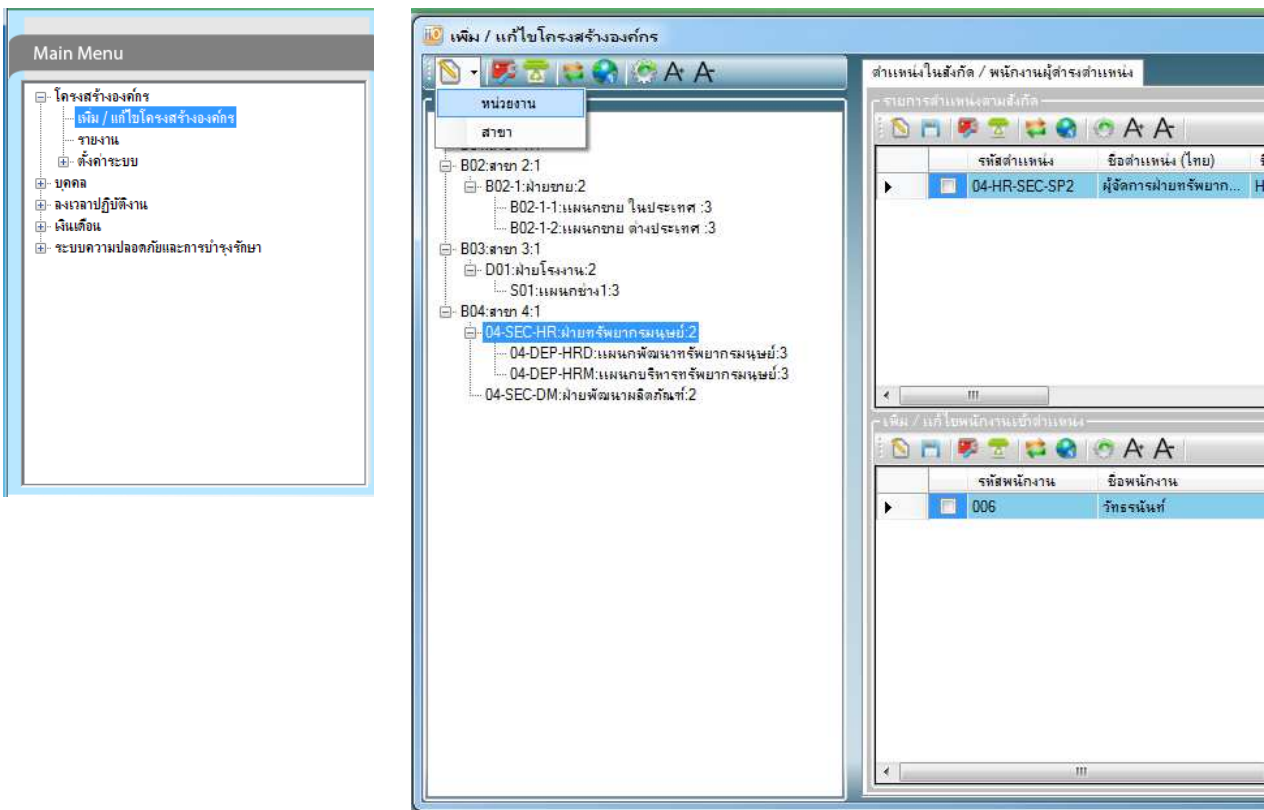 Main Menu
โครงสร้างองค์กร
เพิ่ม / แก้ไขโครงสร้างองค์กร
รายงาน
ตั้งค่าระบบ
บุคคล
ลงเวลาปฏิบัติงาน
เงินเดือน
ระบบความปลอดภัยและการบำรุงรักษา
เพิ่ม / แก้ไขโครงสร้างองค์กร
A+ A-
หน่วยงาน
สาขา
B02:สาขา 2:1
B02-1:ฝ่ายขาย:2
B02-1-1:แผนกขาย ในประเทศ :3
B02-1-2:แผนกขาย ต่างประเทศ :3
B03:สาขา 3:1
D01:ฝ่ายโรงงาน:2
S01:แผนกช่าง1:3
B04:สาขา 4:1
04-SEC-HR:ฝ่ายทรัพยากรมนุษย์:2
04-DEP-HRD:แผนกพัฒนาทรัพยากรมนุษย์:3
04-DEP-HRM:แผนกบริหารทรัพยากรมนุษย์:3
04-SEC-DM:ฝ่ายพัฒนาผลิตภัณฑ์:2
ตำแหน่งในสังกัด / พนักงานผู้ดำรงตำแหน่ง
รายการตำแหน่งตามสังกัด
A+ A-
รหัสตำแหน่ง ชื่อตำแหน่ง (ไทย)
04-HR-SEC-SP2 ผู้จัดการฝ่ายทรัพยาก... H
เพิ่ม / แก้ไขพนักงานเข้าตำแหน่ง
A+ A-
รหัสพนักงาน ชื่อพนักงาน
006 วัทธรนันท์